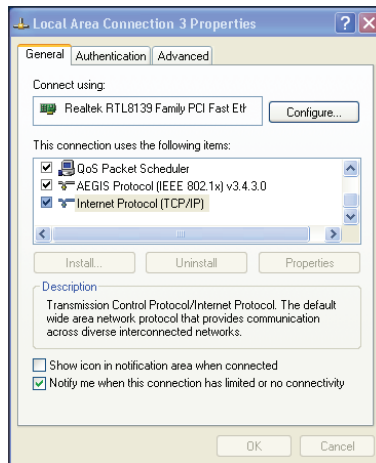 Local Area Connection 3 Properties
General Authentication Advanced
Connect using:
Realtek RTL8139 Family PCI Fast Eth
Configure...
This connection uses the following items:
QoS Packet Scheduler
AEGIS Protocol (IEEE 802.1x) v3.4.3.0
Internet Protocol (TCP/IP)
Install... Uninstall Properties
Description
Transmission Control Protocol/Internet Protocol. The default
wide area network protocol that provides communication
across diverse interconnected networks.
Show icon in notification area when connected
Notify me when this connection has limited or no connectivity
OK Cancel